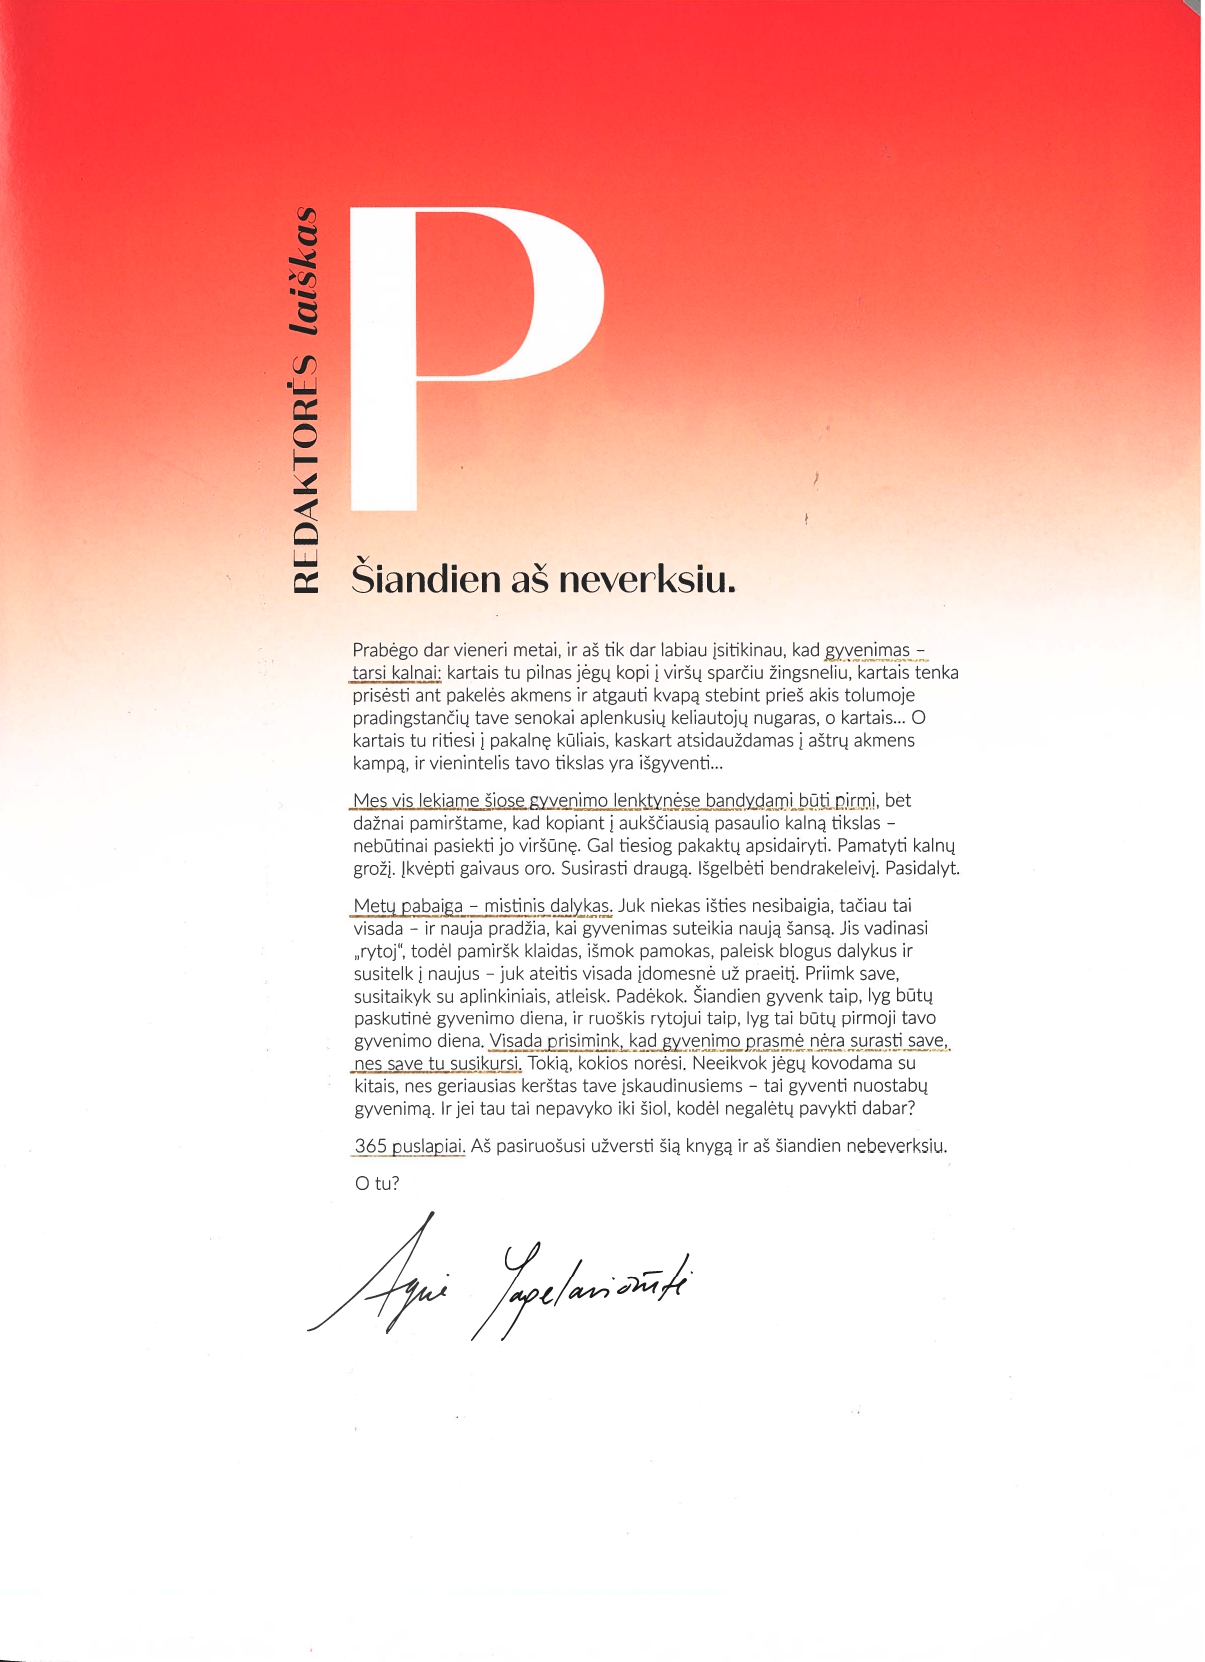 REDAKTORĖS laiškas
P
Šiandien aš neverksiu.
Prabėgo dar vieneri metai, ir aš tik dar labiau įsitikinau, kad gyvenimas –
tarsi kalnai: kartais tu pilnas jėgų kopi į viršų sparčiu žingsneliu, kartais tenka
prisėsti ant pakelės akmens ir atgauti kvapą stebint prieš akis tolumoje
pradingstančių tave senokai aplenkusių keliautojų nugaras, o kartais... O
kartais tu ritiesi į pakalnę kūliais, kaskart atsidauždamas į aštrų akmens
kampą, ir vienintelis tavo tikslas yra išgyventi...
Mes vis lekiame šiose gyvenimo lenktynėse bandydami būti pirmi, bet
dažnai pamirštame, kad kopiant į aukščiausią pasaulio kalną tikslas –
nebūtinai pasiekti jo viršūnę. Gal tiesiog pakaktų apsidairyti. Pamatyti kalnų
grožį. Įkvėpti gaivaus oro. Susirasti draugą. Išgelbėti bendrakeleivį. Pasidalyt.
Metų pabaiga – mistinis dalykas. Juk niekas išties nesibaigia, tačiau tai
visada – ir nauja pradžia, kai gyvenimas suteikia naują šansą. Jis vadinasi
„rytoj“, todėl pamiršk klaidas, išmok pamokas, paleisk blogus dalykus ir
susitelk į naujus – juk ateitis visada įdomesnė už praeitį. Priimk save,
susitaikyk su aplinkiniais, atleisk. Padėkok. Šiandien gyvenk taip, lyg būtų
paskutinė gyvenimo diena, ir ruoškis rytojui taip, lyg tai būtų pirmoji tavo
gyvenimo diena. Visada prisimink, kad gyvenimo prasmė nėra surasti save,
nes save tu susikursi. Tokią, kokios norėsi. Neeikvok jėgų kovodama su
kitais, nes geriausias kerštas tave įskaudinusiems – tai gyventi nuostabų
gyvenimą. Ir jei tau tai nepavyko iki šiol, kodėl negalėtų pavykti dabar?
365 puslapiai. Aš pasiruošusi užversti šią knygą ir aš šiandien nebeverksiu.
O tu?
Agnė